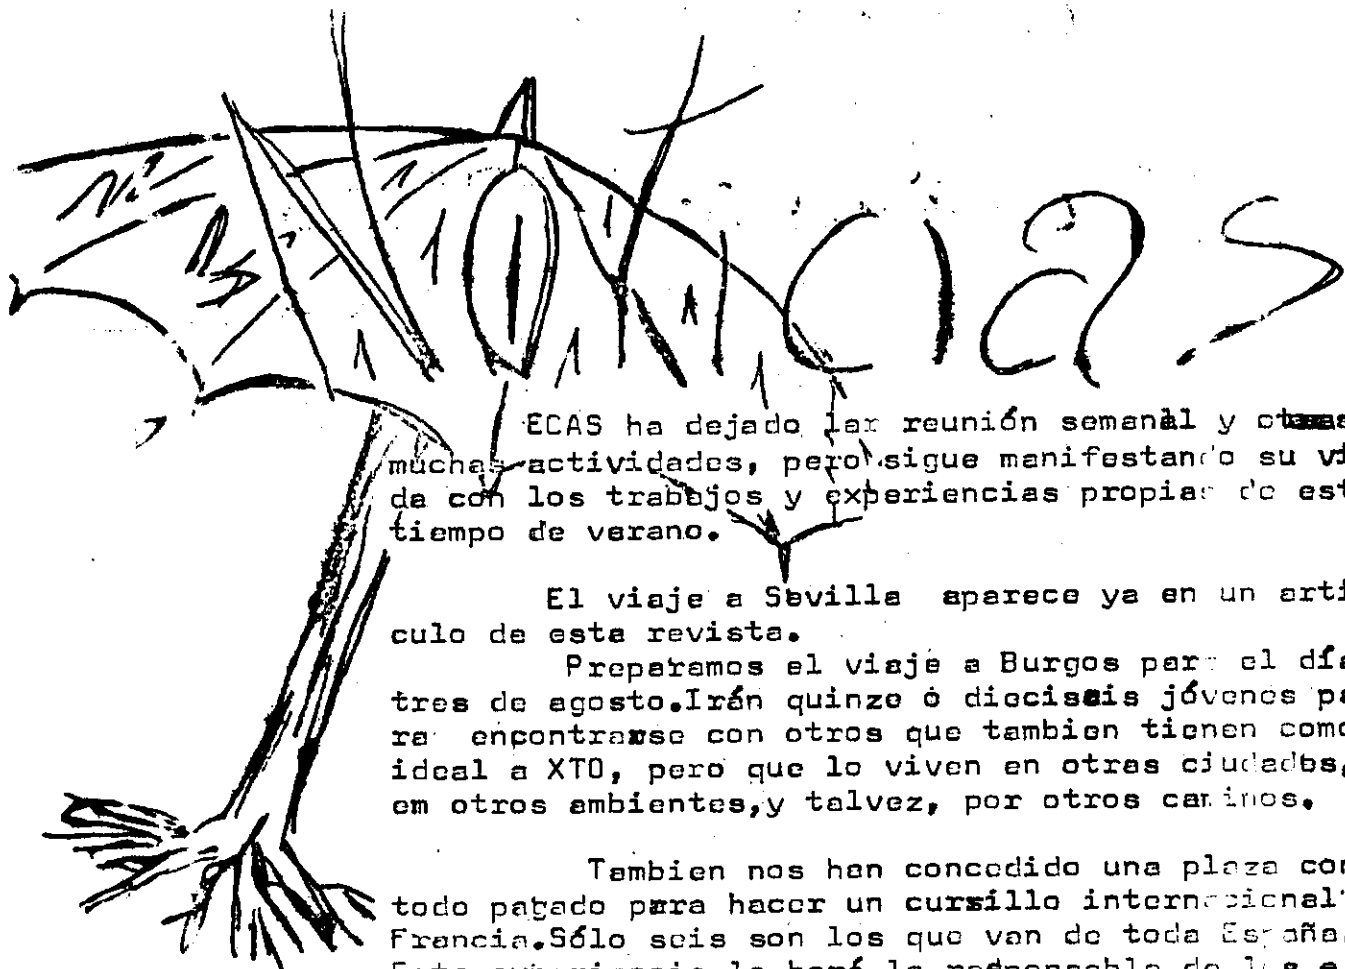 Noticias
ECAS ha dejado la reunión semanal y
muchas actividades, pero sigue manifestando su vi
da con los trabajos y experiencias propias de est
tiempo de verano.
El viaje a Sevilla aparece ya en un artí
culo de esta revista.
Preparamos el viaje a Burgos para el día
tres de agosto.Irán quinze ó dieciseis jóvenes pa
ra encontrarse con otros que tambien tienen como
ideal a XTO, pero que lo viven en otras ciudades,
em otros ambientes,y talvez, por otros caminos.
Tambien nos han concedido una plaza con
todo pagado para hacer un cursillo internacional
Francia.Sólo seis son los que van de toda España.